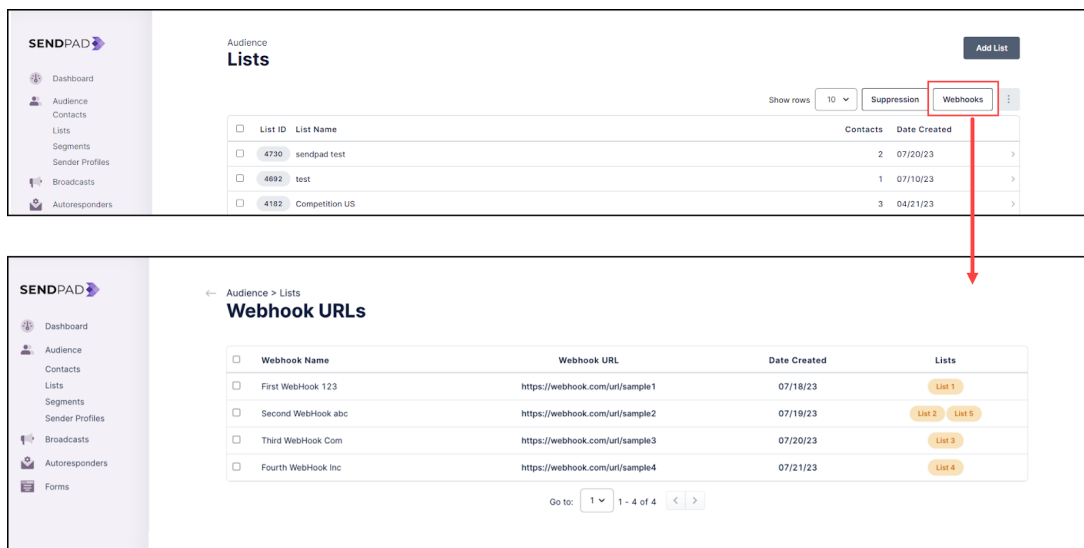 SENDPAD
Dashboard
Audience
Contacts
Lists
Segments
Sender Profiles
Broadcasts
Autoresponders
Audience
Lists
Add List
Show rows 10 Suppression Webhooks
List ID List Name Contacts Date Created
4730 sendpad test 2 07/20/23
4692 test 1 07/10/23
4182 Competition US 3 04/21/23
SENDPAD
Dashboard
Audience
Contacts
Lists
Segments
Sender Profiles
Broadcasts
Autoresponders
Forms
← Audience > Lists
Webhook URLs
Webhook Name Webhook URL Date Created Lists
First WebHook 123 https://webhook.com/url/sample1 07/18/23 List 1
Second WebHook abc https://webhook.com/url/sample2 07/19/23 List 2 List 5
Third WebHook Com https://webhook.com/url/sample3 07/20/23 List 3
Fourth WebHook Inc https://webhook.com/url/sample4 07/21/23 List 4
Go to: 1 1 - 4 of 4 < >